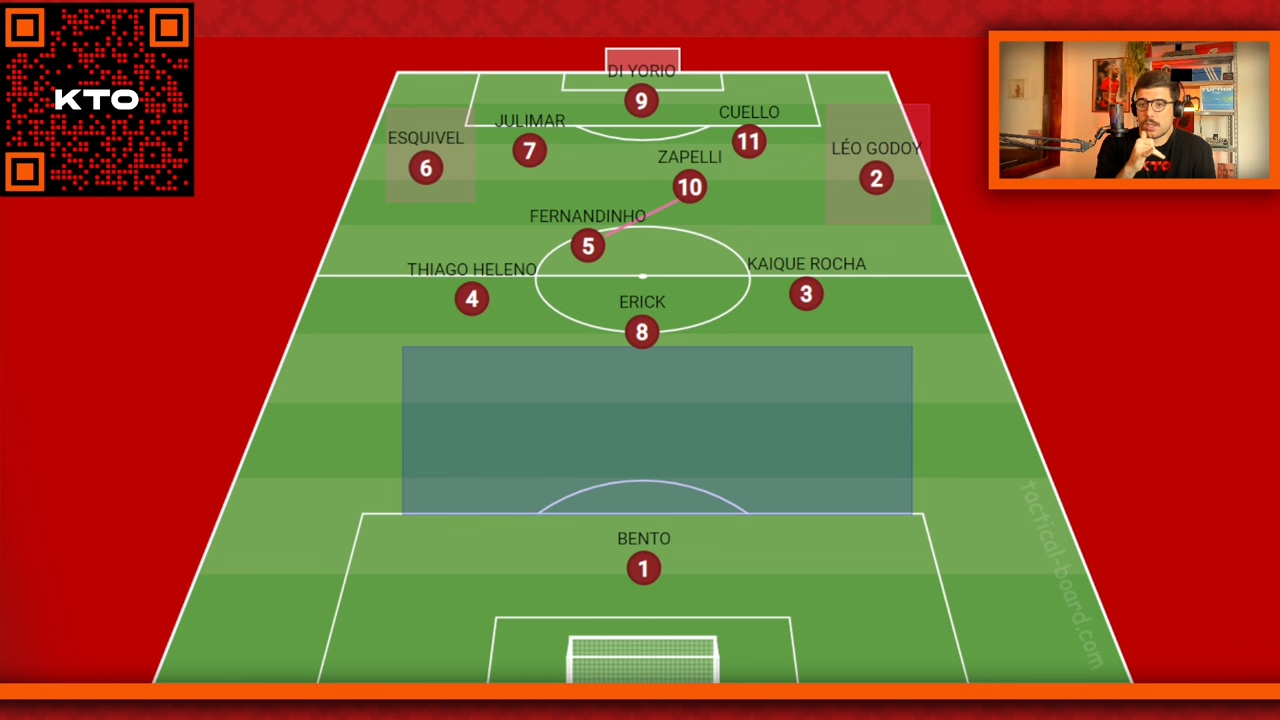 KTO
DI YORIO
9
CUELLO
11
JULIMAR
7
ESQUIVEL
6
LÉO GODOY
2
ZAPELLI
10
FERNANDINHO
5
THIAGO HELENO
4
KAIQUE ROCHA
3
ERICK
8
BENTO
1
tactical-board.com
KTO